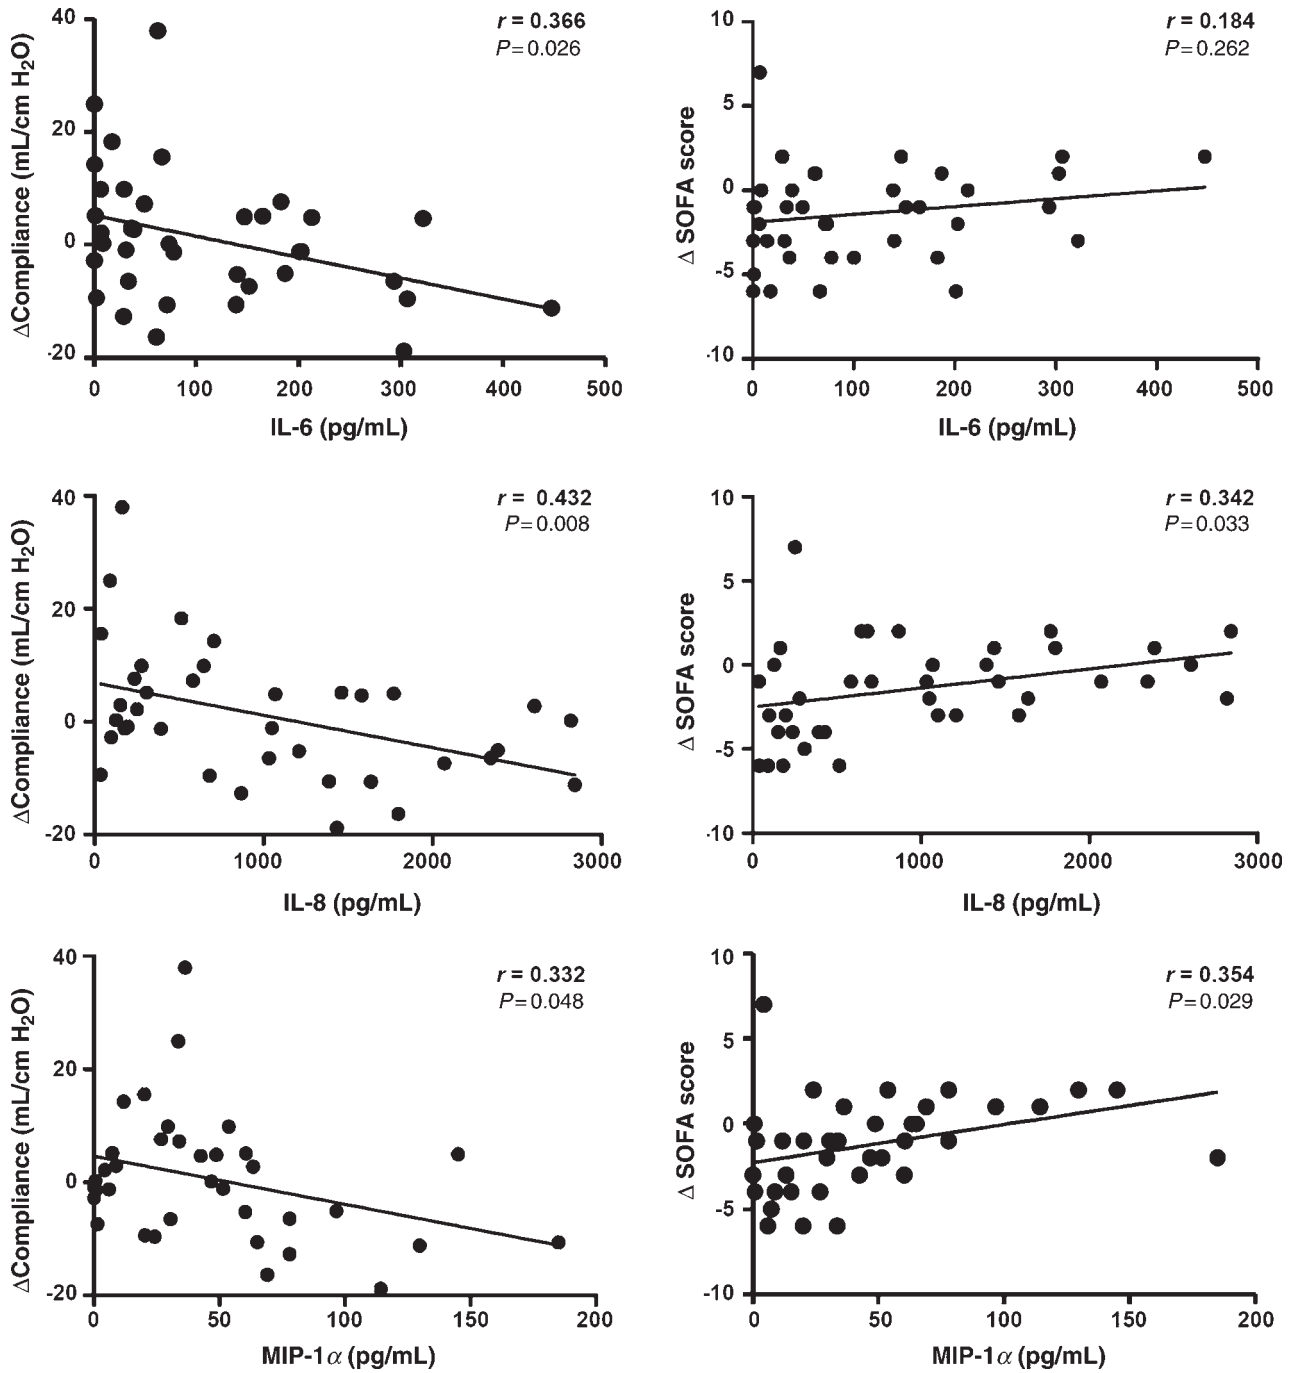 40
20
0
-20
ΔCompliance (mL/cm H2O)
r = 0.366
P=0.026
0 100 200 300 400 500
IL-6 (pg/mL)
10
5
0
-5
-10
Δ SOFA score
r = 0.184
P=0.262
0 100 200 300 400 500
IL-6 (pg/mL)
40
20
0
-20
ΔCompliance (mL/cm H2O)
r = 0.432
P=0.008
0 1000 2000 3000
IL-8 (pg/mL)
10
5
0
-5
-10
Δ SOFA score
r = 0.342
P=0.033
0 1000 2000 3000
IL-8 (pg/mL)
40
20
0
-20
ΔCompliance (mL/cm H2O)
r = 0.332
P=0.048
0 50 100 150 200
MIP-1α (pg/mL)
10
5
0
-5
-10
Δ SOFA score
r = 0.354
P=0.029
0 50 100 150 200
MIP-1α (pg/mL)